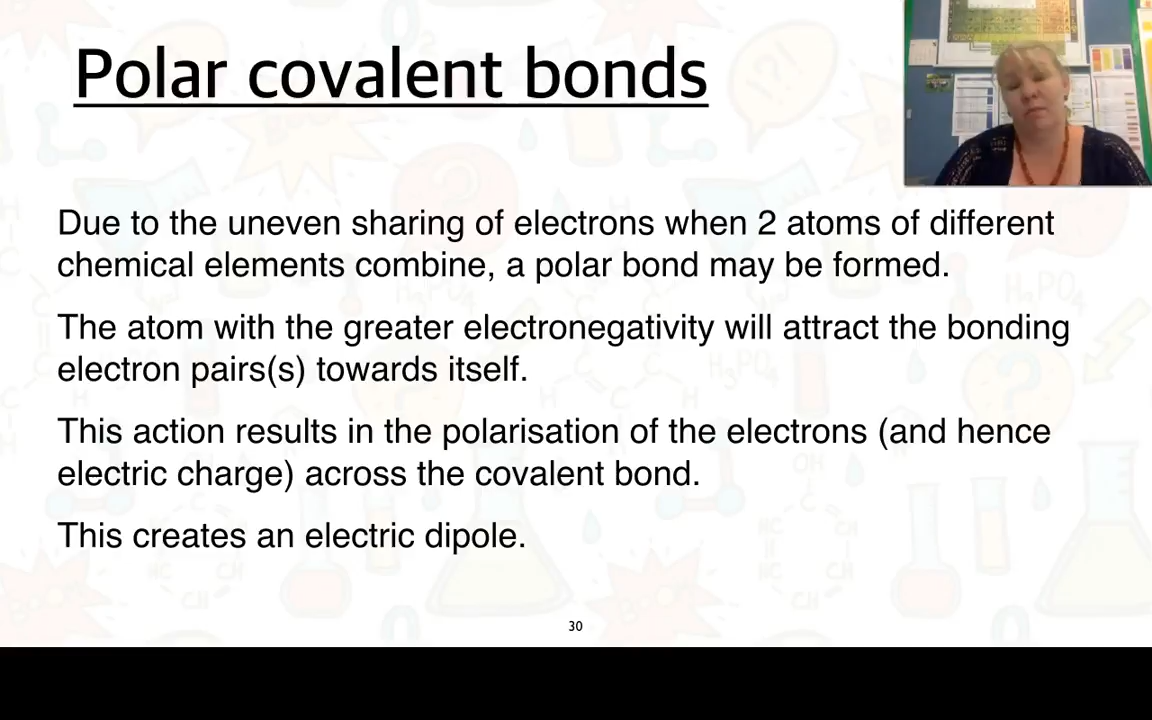 Polar covalent bonds
Due to the uneven sharing of electrons when 2 atoms of different
chemical elements combine, a polar bond may be formed.
The atom with the greater electronegativity will attract the bonding
electron pairs(s) towards itself.
This action results in the polarisation of the electrons (and hence
electric charge) across the covalent bond.
This creates an electric dipole.
30